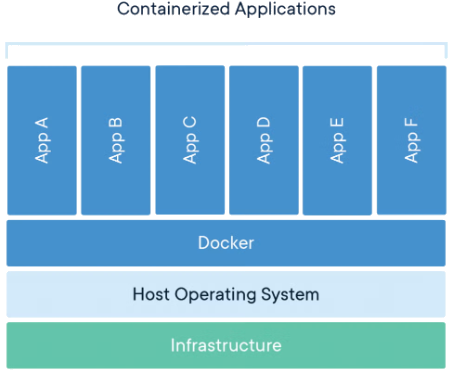 Containerized Applications
App A
App B
App C
App D
App E
App F
Docker
Host Operating System
Infrastructure